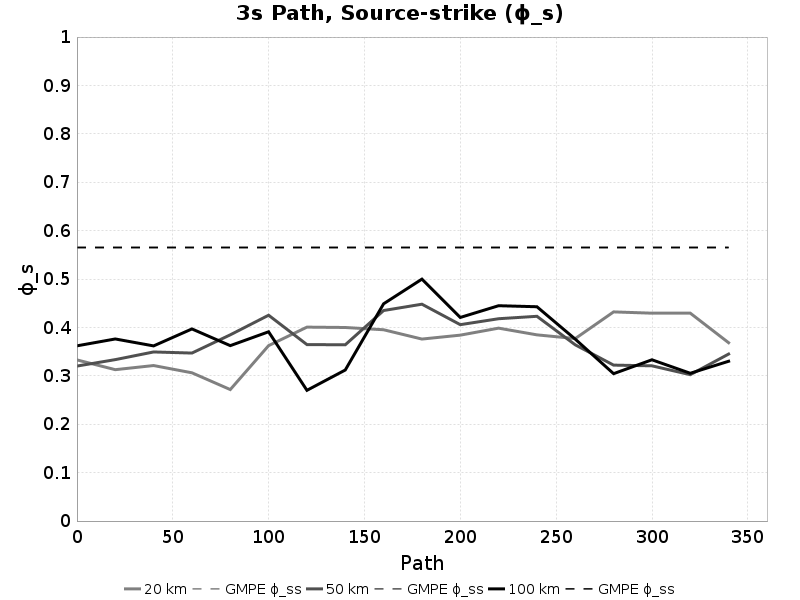 3s Path, Source-strike (ϕ_s)
1
0.9
0.8
0.7
0.6
0.5
0.4
0.3
0.2
0.1
0
ϕ_s
0 50 100 150 200 250 300 350
Path
20 km GMPE ϕ_ss 50 km GMPE ϕ_ss 100 km GMPE ϕ_ss